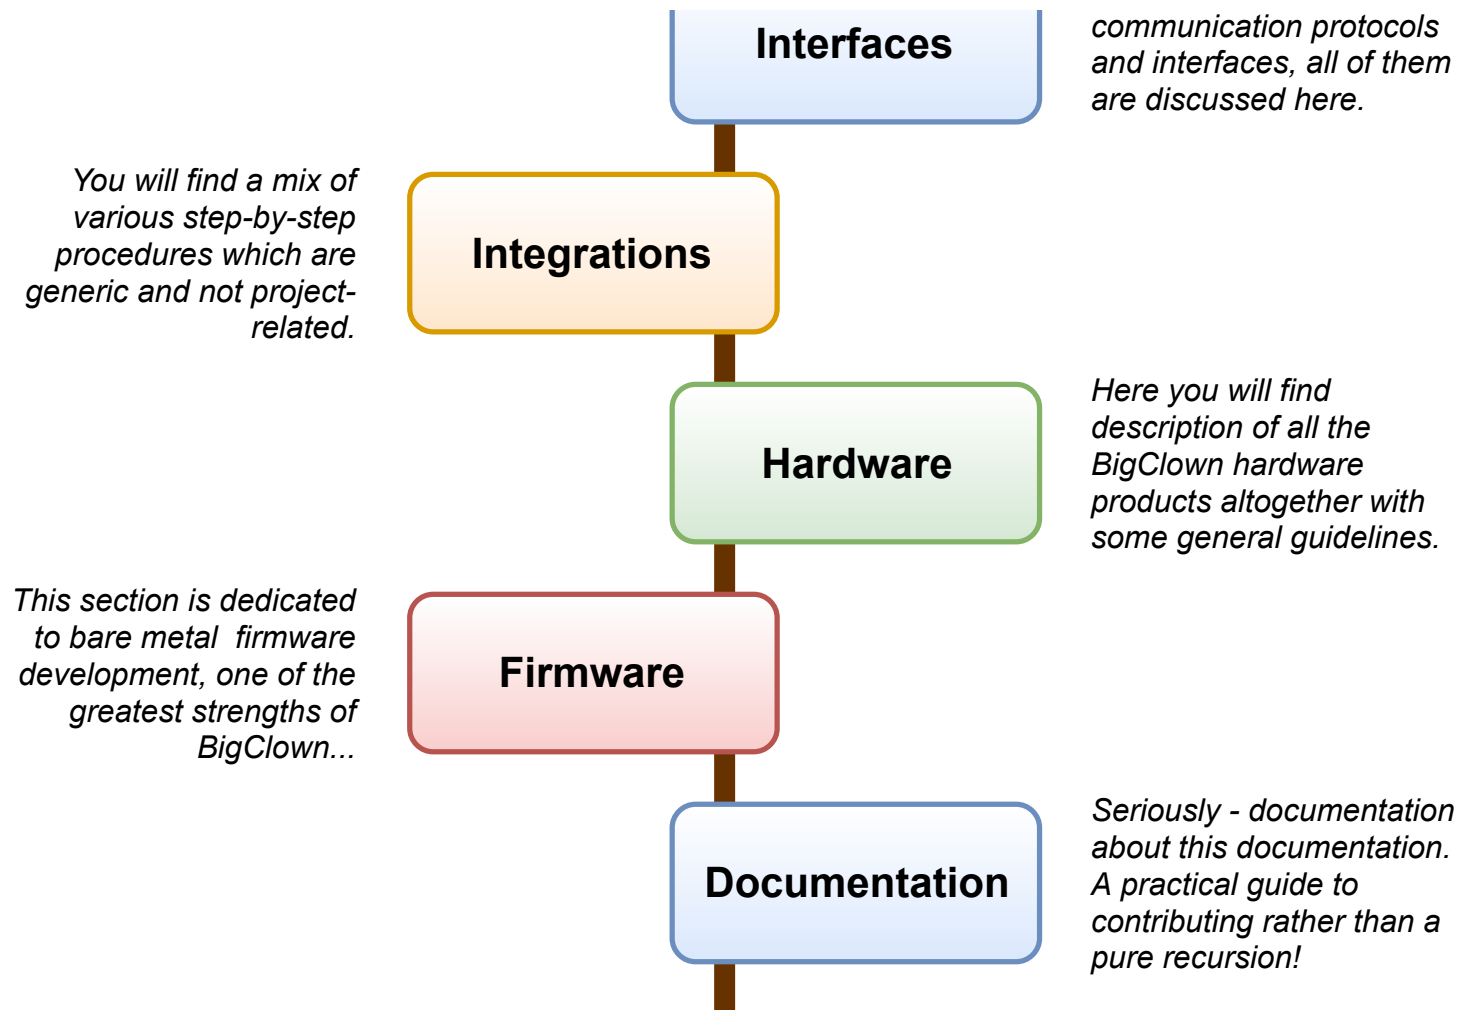 Interfaces
communication protocols
and interfaces, all of them
are discussed here.
You will find a mix of
various step-by-step
procedures which are
generic and not project-
related.
Integrations
Hardware
Here you will find
description of all the
BigClown hardware
products altogether with
some general guidelines.
This section is dedicated
to bare metal  firmware
development, one of the
greatest strengths of
BigClown...
Firmware
Documentation
Seriously - documentation
about this documentation.
A practical guide to
contributing rather than a
pure recursion!